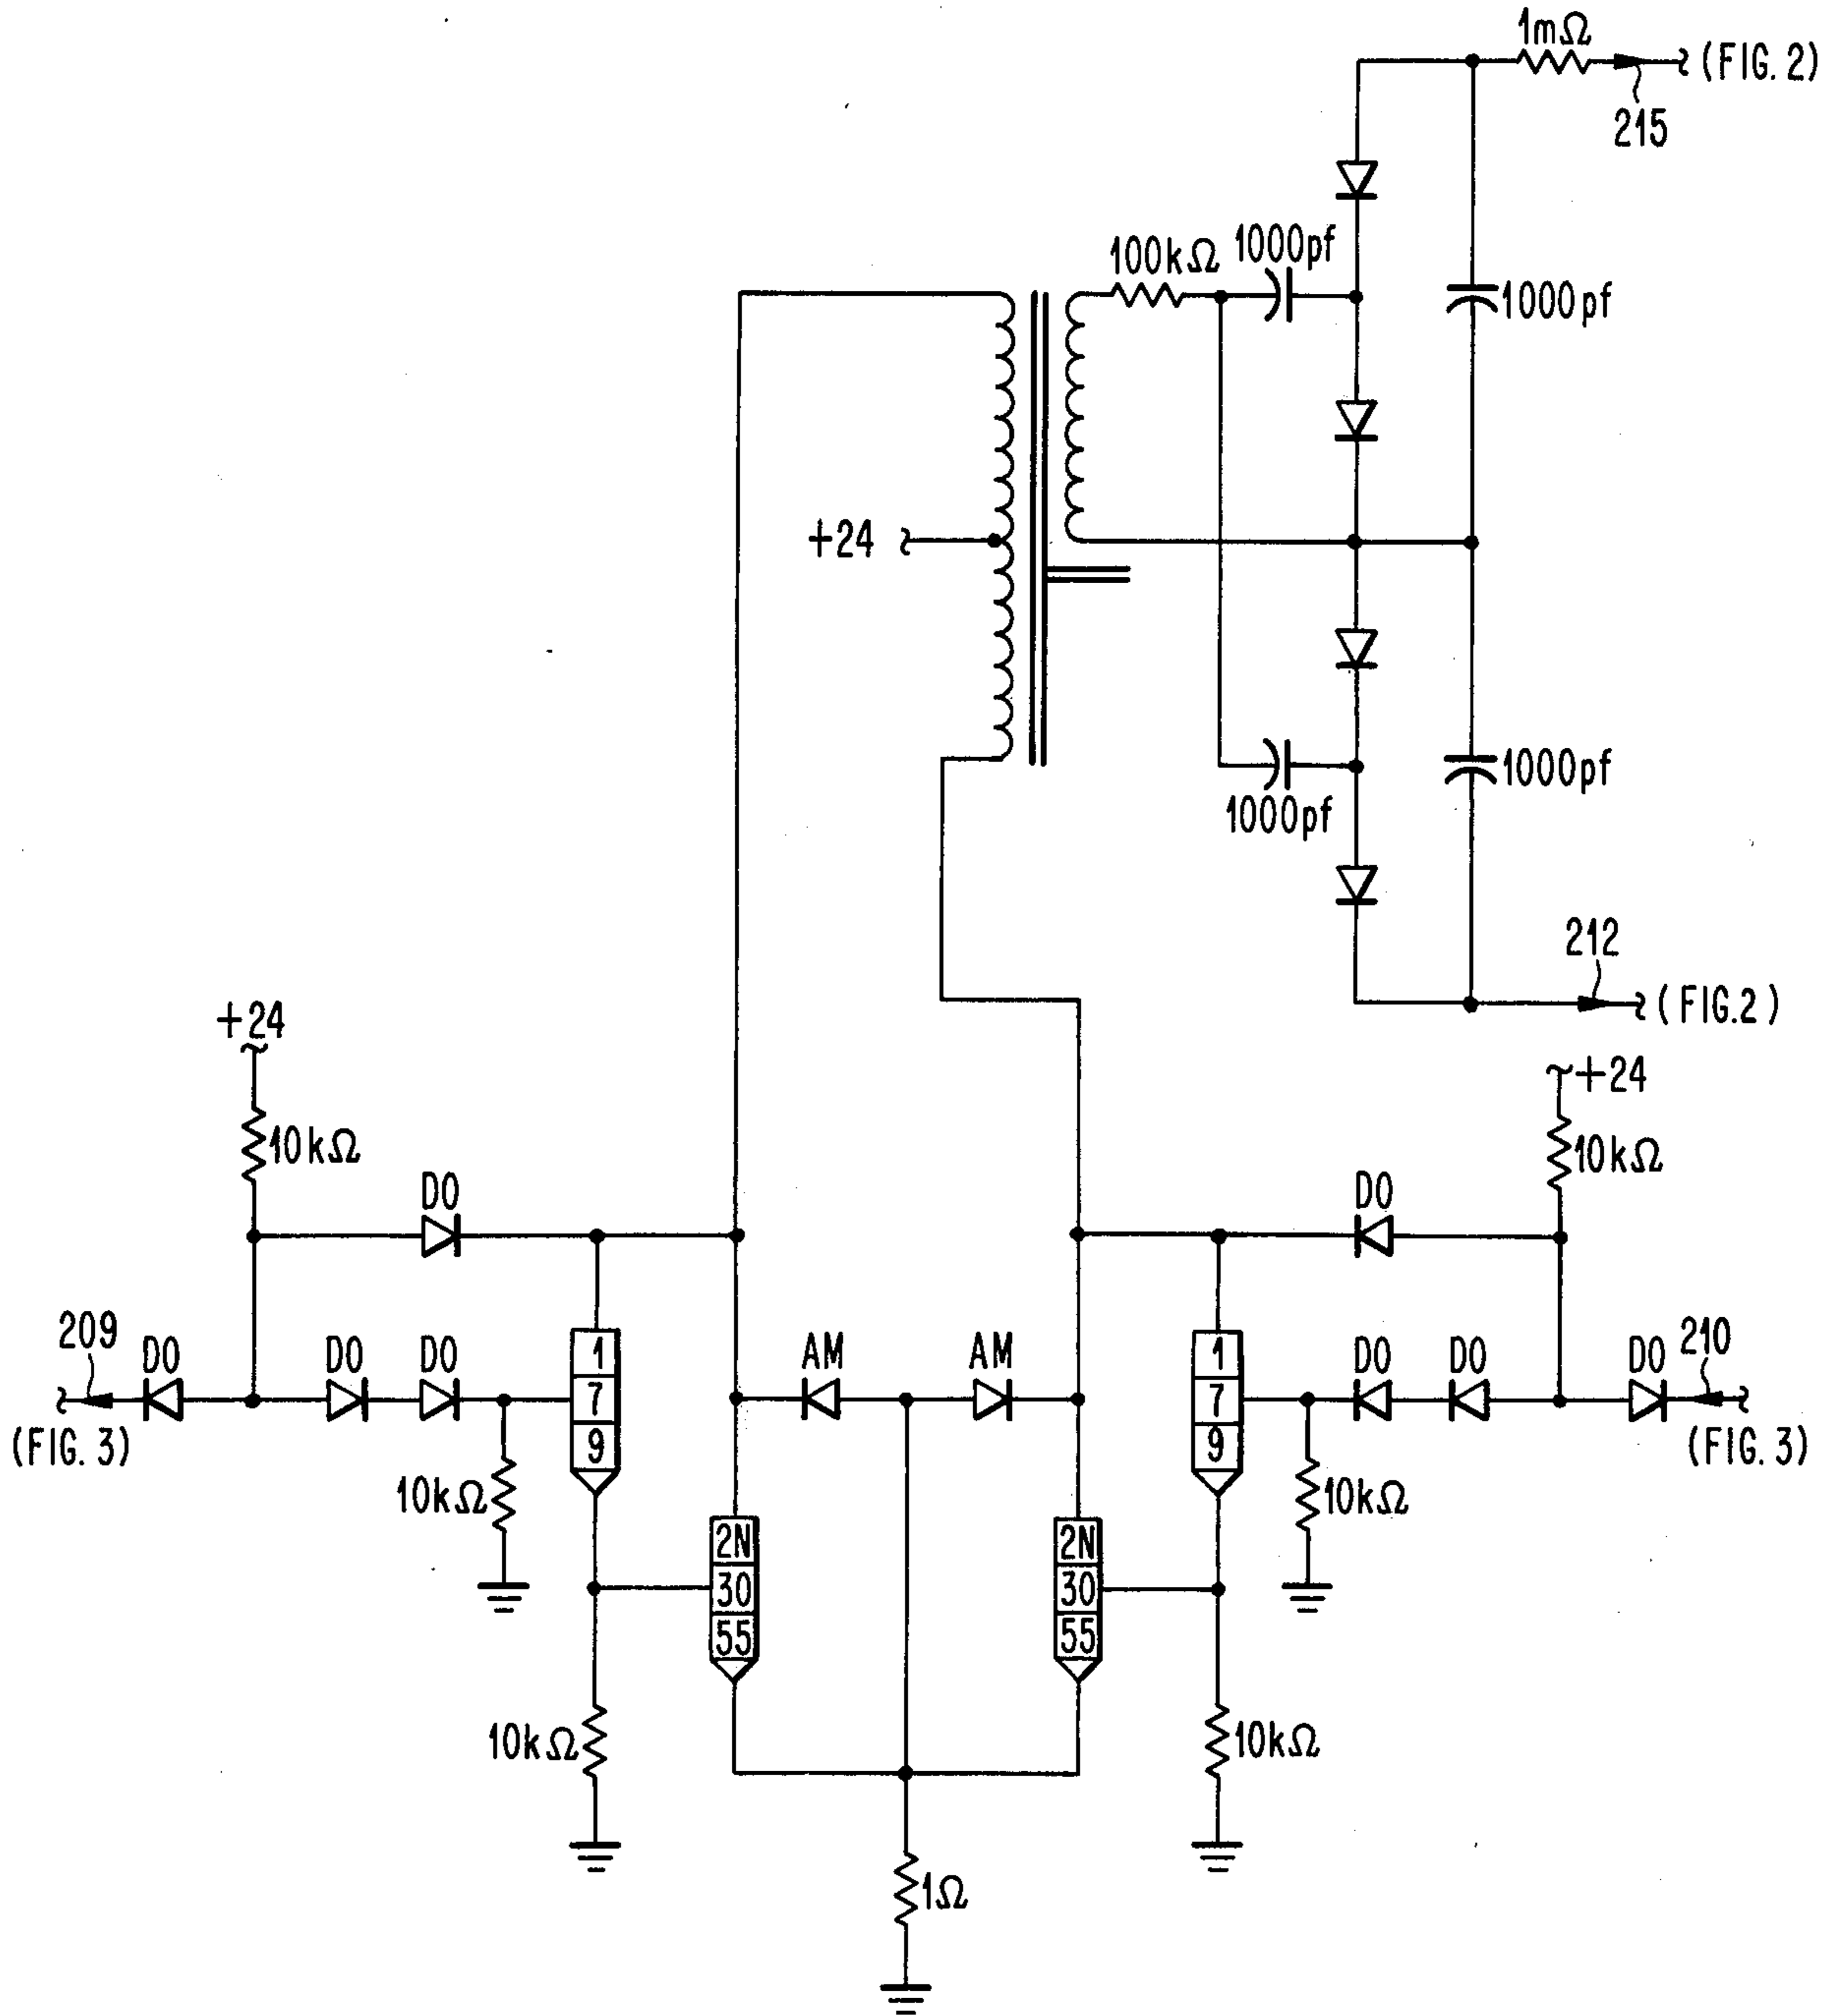 1mΩ
(FIG. 2)
215
100kΩ
1000pf
1000pf
+24
1000pf
1000pf
212
(FIG.2)
+24
+24
10kΩ
10kΩ
DO
DO
209
DO
DO
DO
AM
AM
DO
DO
DO
210
(FIG. 3)
(FIG. 3)
1
7
9
1
7
9
10kΩ
10kΩ
2N
30
55
2N
30
55
10kΩ
10kΩ
1Ω